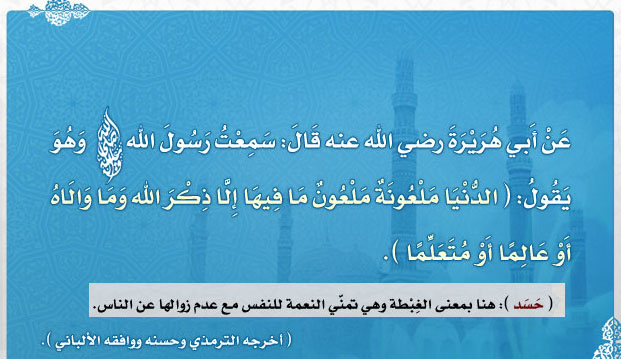 عَنْ أَبي هُرَيْرَةَ رضي الله عنه قَالَ: سَمِعْتُ رَسُولَ الله ﷺ وَهُوَ
يَقُولُ: ( الدُّنْيَا مَلْعُونَةٌ مَلْعُونٌ مَا فِيهَا إِلَّا ذِكْرَ الله وَمَا وَالَاهُ
أَوْ عَالِمًا أَوْ مُتَعَلِّمًا ).
( حَسَد ): هنا بمعنى الغِبْطة وهي تمنّي النعمة للنفس مع عدم زوالها عن الناس.
( أخرجه الترمذي وحسنه ووافقه الألباني ).